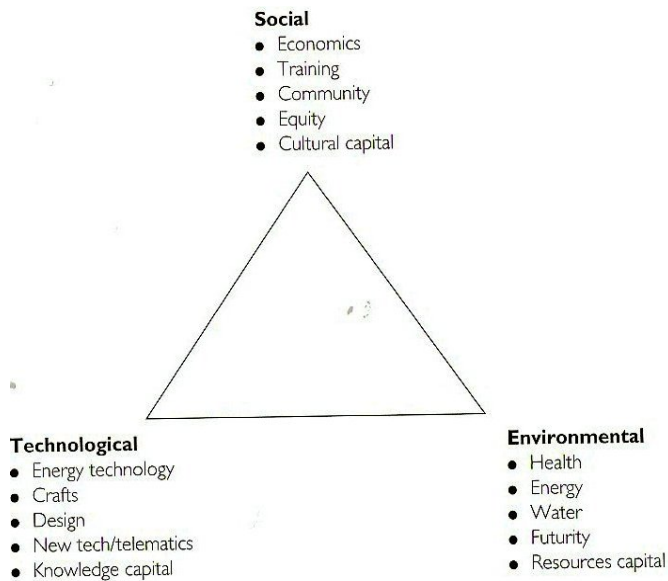 Social
● Economics
● Training
● Community
● Equity
● Cultural capital
Technological
● Energy technology
● Crafts
● Design
● New tech/telematics
● Knowledge capital
Environmental
● Health
● Energy
● Water
● Futurity
● Resources capital